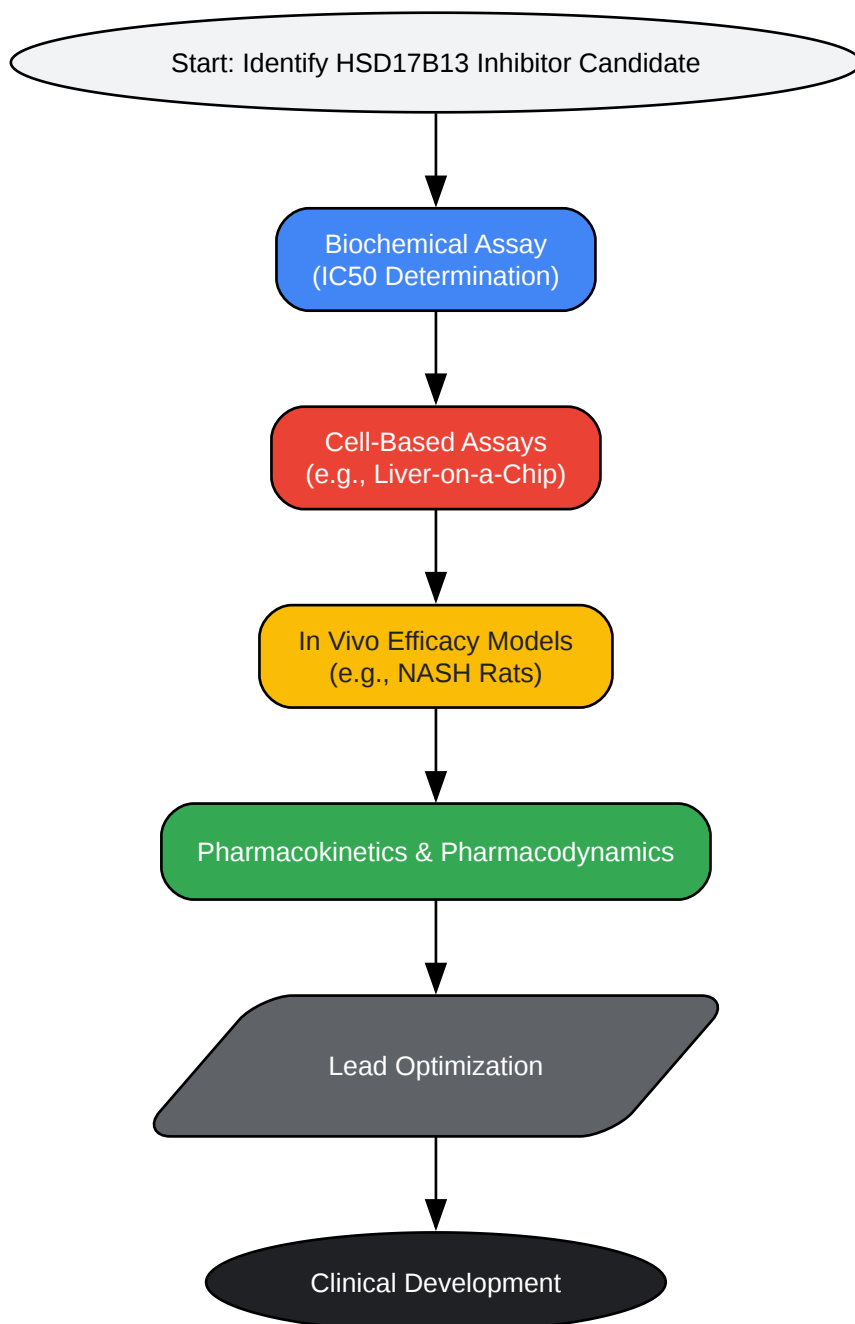 Start: Identify HSD17B13 Inhibitor Candidate
Biochemical Assay
(IC50 Determination)
Cell-Based Assays
(e.g., Liver-on-a-Chip)
In Vivo Efficacy Models
(e.g., NASH Rats)
Pharmacokinetics & Pharmacodynamics
Lead Optimization
Clinical Development